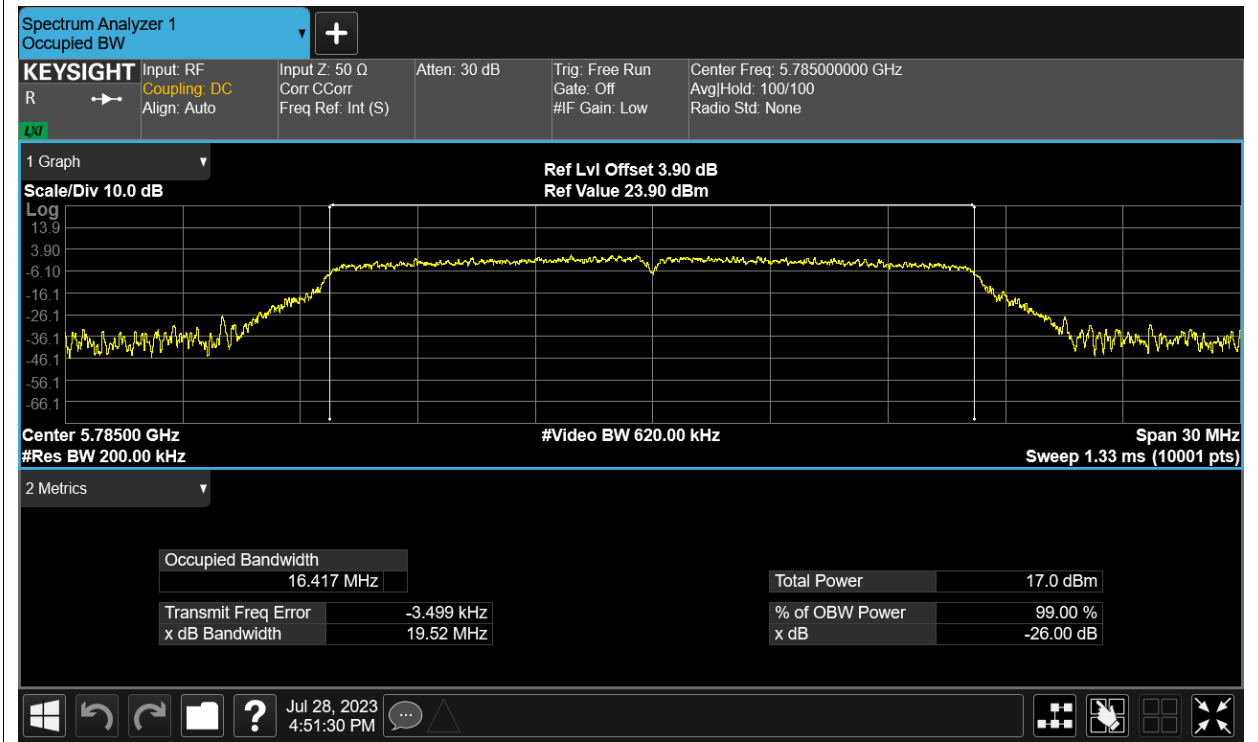 Spectrum Analyzer 1
Occupied BW
+
KEYSIGHT Input: RF Input Z: 50 Ω Atten: 30 dB Trig: Free Run Center Freq: 5.785000000 GHz
R Coupling: DC Corr CCorr Gate: Off Avg|Hold: 100/100
Align: Auto Freq Ref: Int (S) #IF Gain: Low Radio Std: None
LXI
1 Graph
Ref Lvl Offset 3.90 dB
Scale/Div 10.0 dB Ref Value 23.90 dBm
Log
13.9
3.90
-6.10
-16.1
-26.1
-36.1
-46.1
-56.1
-66.1
Center 5.78500 GHz #Video BW 620.00 kHz Span 30 MHz
#Res BW 200.00 kHz Sweep 1.33 ms (10001 pts)
2 Metrics
Occupied Bandwidth
16.417 MHz Total Power 17.0 dBm
Transmit Freq Error -3.499 kHz % of OBW Power 99.00 %
x dB Bandwidth 19.52 MHz x dB -26.00 dB
? Jul 28, 2023
4:51:30 PM